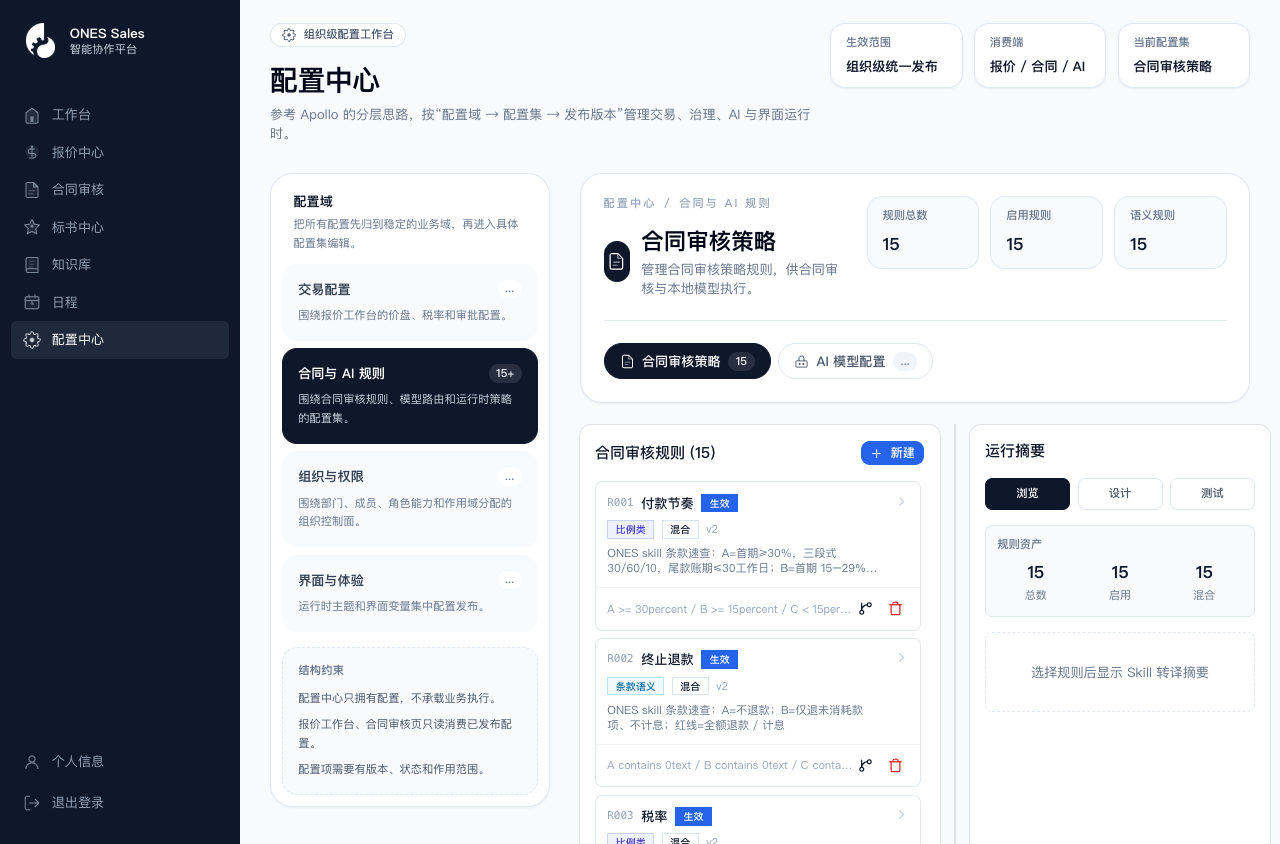 ONES Sales
智能协作平台
工作台
报价中心
合同审核
标书中心
知识库
日程
配置中心
个人信息
退出登录
组织级配置工作台
配置中心
参考 Apollo 的分层思路，按“配置域 → 配置集 → 发布版本”管理交易、治理、AI 与界面运行
时。
生效范围
组织级统一发布
消费端
报价 / 合同 / AI
当前配置集
合同审核策略
配置域
把所有配置先归到稳定的业务域，再进入具体
配置集编辑。
交易配置
...
围绕报价工作台的价盘、税率和审批配置。
合同与 AI 规则
15+
围绕合同审核规则、模型路由和运行时策略
的配置集。
组织与权限
...
围绕部门、成员、角色能力和作用域分配的
组织控制面。
界面与体验
...
运行时主题和界面变量集中配置发布。
结构约束
配置中心只拥有配置，不承载业务执行。
报价工作台、合同审核页只读消费已发布配
置。
配置项需要有版本、状态和作用范围。
配置中心 / 合同与 AI 规则
合同审核策略
管理合同审核策略规则，供合同审
核与本地模型执行。
规则总数
15
启用规则
15
语义规则
15
合同审核策略 15
AI 模型配置 ...
合同审核规则 (15)
新建
R001 付款节奏 生效
比例类 混合 v2
ONES skill 条款速查：A=首期≥30%，三段式
30/60/10，尾款账期≤30工作日；B=首期 15—29%...
A >= 30percent / B >= 15percent / C < 15per...
R002 终止退款 生效
条款语义 混合 v2
ONES skill 条款速查：A=不退款；B=仅退未消耗款
项、不计息；红线=全额退款 / 计息
A contains 0text / B contains 0text / C conta...
R003 税率 生效
比例类 混合 v2
运行摘要
浏览 设计 测试
规则资产
15 15 15
总数 启用 混合
选择规则后显示 Skill 转译摘要